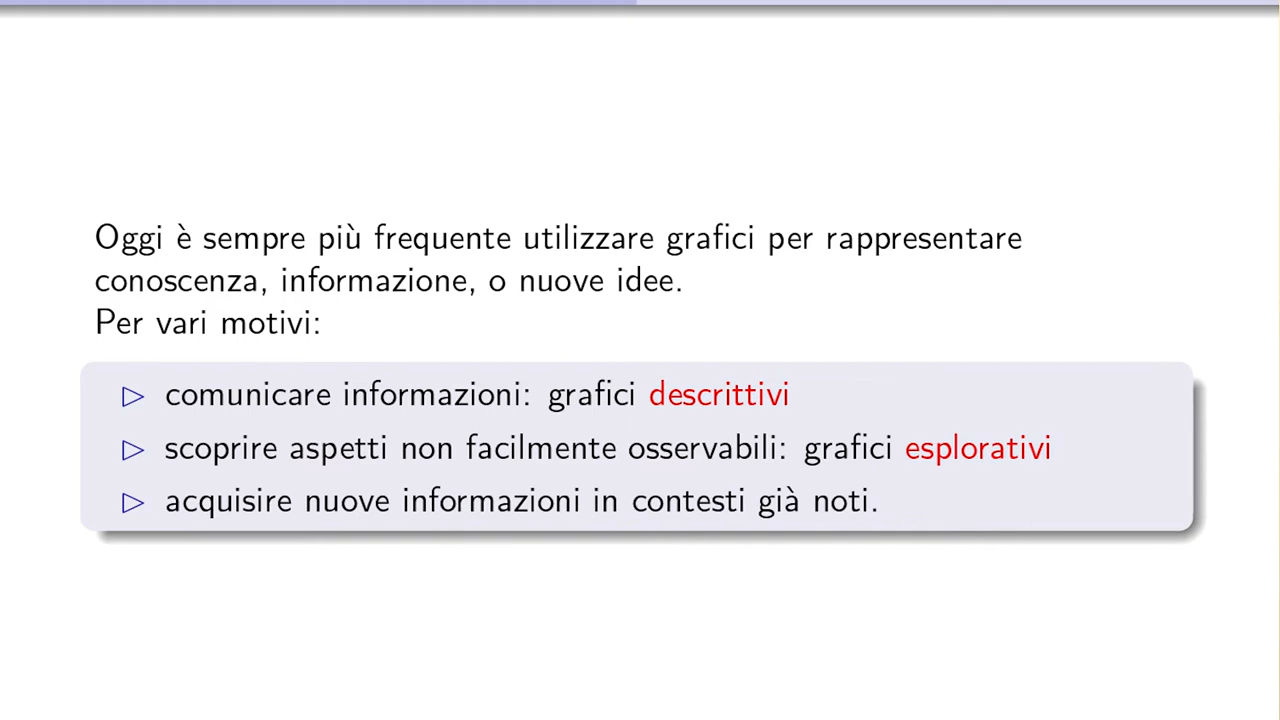 Oggi è sempre più frequente utilizzare grafici per rappresentare
conoscenza, informazione, o nuove idee.
Per vari motivi:
▷ comunicare informazioni: grafici descrittivi
▷ scoprire aspetti non facilmente osservabili: grafici esplorativi
▷ acquisire nuove informazioni in contesti già noti.